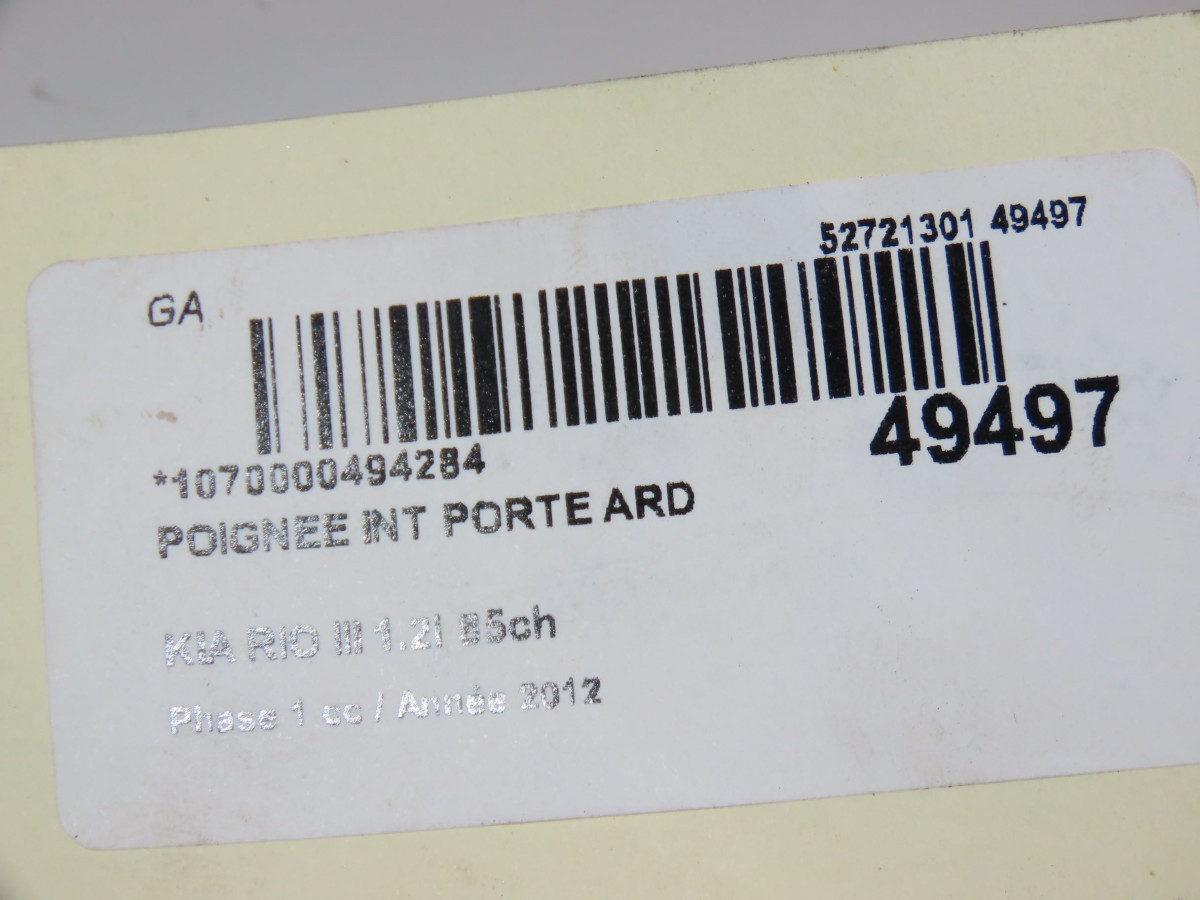 52721301 49497
GA
49497
*1070000494284
POIGNEE INT PORTE ARD
KIA RIO III 1.2i 85ch
Phase 1 cc / Année 2012